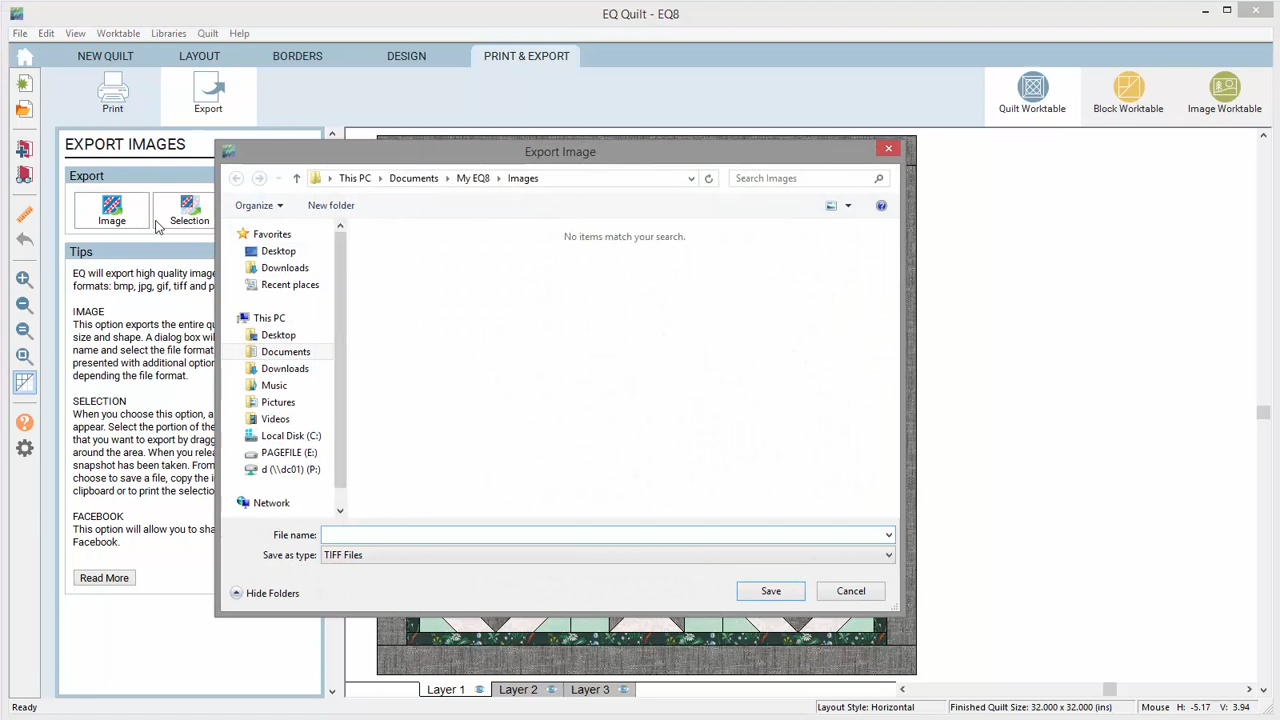 EQ Quilt - EQ8
File Edit View Worktable Libraries Quilt Help
NEW QUILT LAYOUT BORDERS DESIGN PRINT & EXPORT
Print Export Quilt Worktable Block Worktable Image Worktable
EXPORT IMAGES
Export
Image Selection
Tips
EQ will export high quality image
formats: bmp, jpg, gif, tiff and p
IMAGE
This option exports the entire qu
size and shape. A dialog box will
name and select the file format
presented with additional option
depending the file format.
SELECTION
When you choose this option, a
appear. Select the portion of the
that you want to export by dragg
around the area. When you relea
snapshot has been taken. From
choose to save a file, copy the i
clipboard or to print the selectio
FACEBOOK
This option will allow you to sha
Facebook.
Read More
Export Image
This PC Documents My EQ8 Images Search Images
Organize New folder
No items match your search.
Favorites
Desktop
Downloads
Recent places
This PC
Desktop
Documents
Downloads
Music
Pictures
Videos
Local Disk (C:)
PAGEFILE (E:)
d (\\dc01) (P:)
Network
File name:
Save as type: TIFF Files
Hide Folders Save Cancel
Layer 1 Layer 2 Layer 3
Ready Layout Style: Horizontal Finished Quilt Size: 32.000 x 32.000 (ins) Mouse H: -5.17 V: 3.94